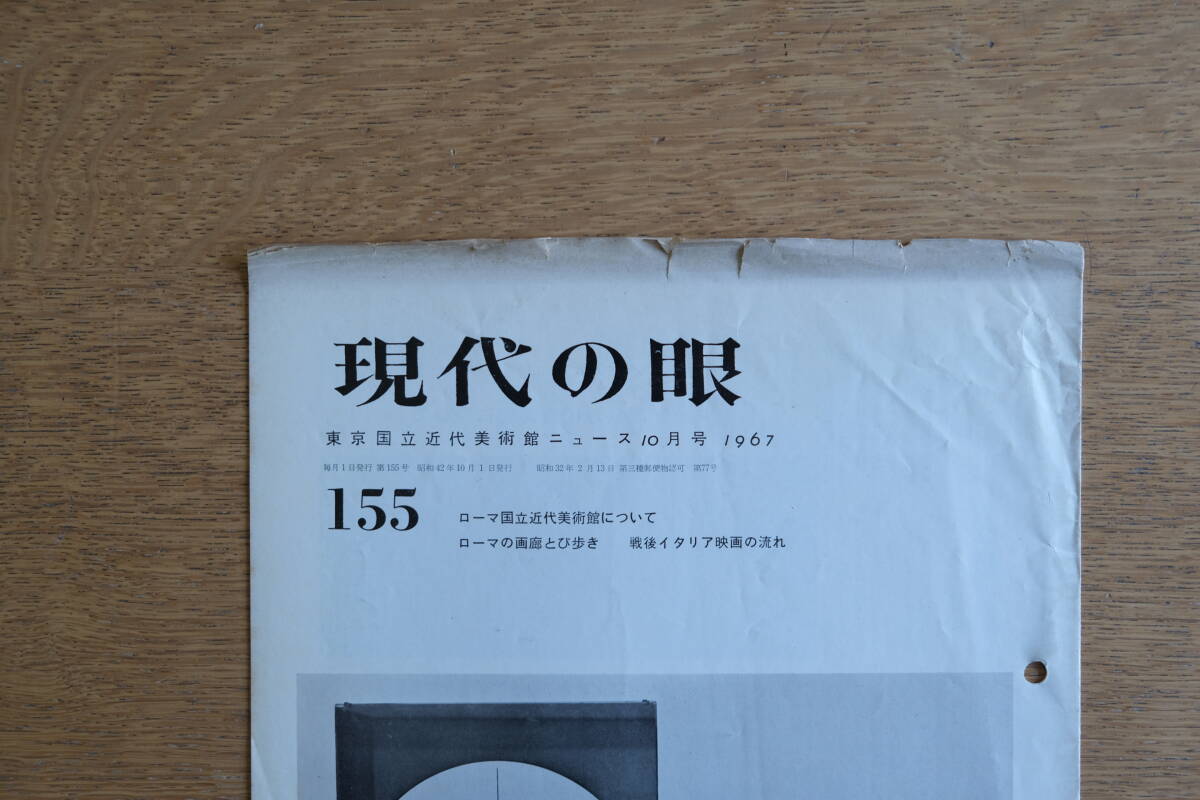 現代の眼
東京国立近代美術館ニュース 10月号 1967
毎月1日発行 第155号 昭和42年10月1日発行 昭和32年2月13日 第三種郵便物認可 第77号
155
ローマ国立近代美術館について
ローマの画廊とび歩き 戦後イタリア映画の流れ